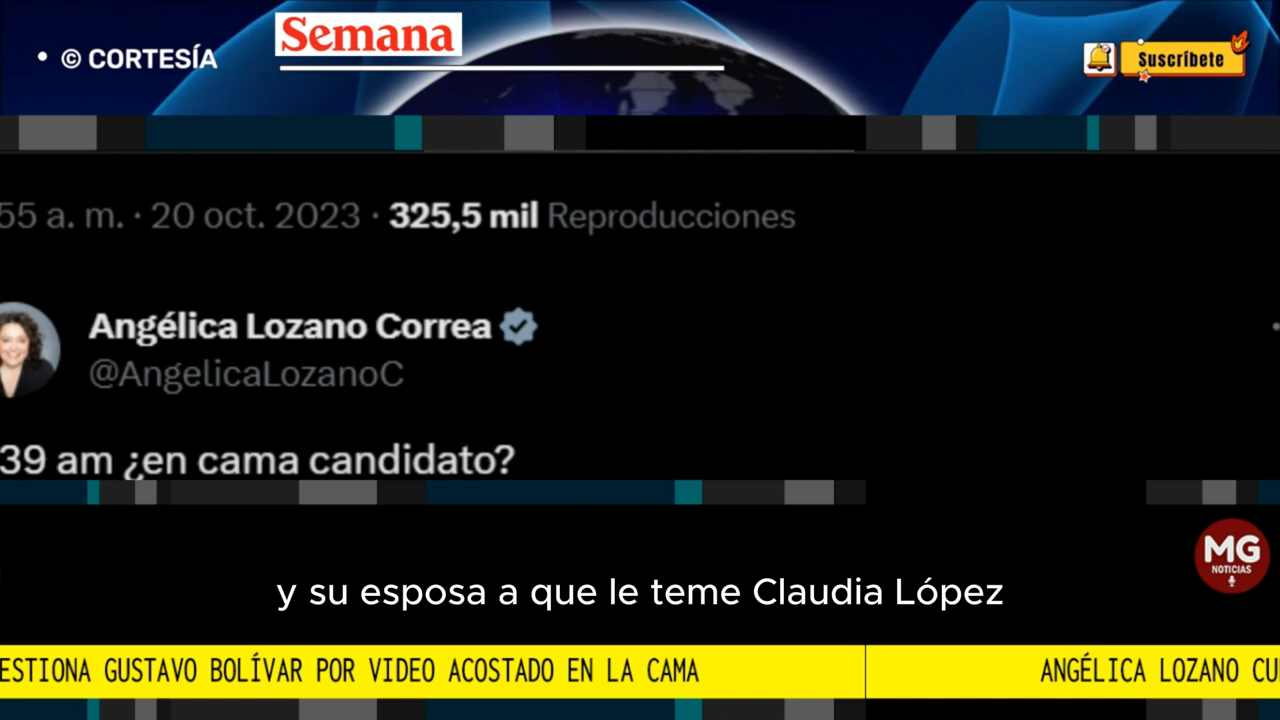 • © CORTESÍA
Semana
Suscríbete
55 a. m. · 20 oct. 2023 · 325,5 mil Reproducciones
Angélica Lozano Correa
@AngelicaLozanoC
39 am ¿en cama candidato?
MG
NOTICIAS
y su esposa a que le teme Claudia López
ESTIONA GUSTAVO BOLÍVAR POR VIDEO ACOSTADO EN LA CAMA
ANGÉLICA LOZANO CU